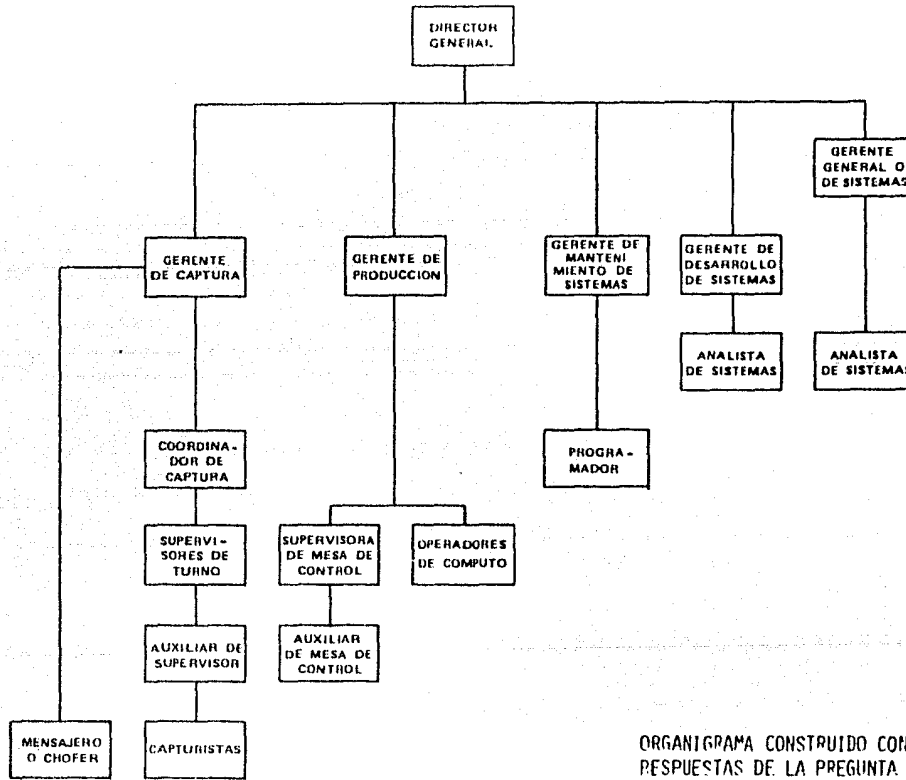 DIRECTOR
GENERAL
GERENTE
GENERAL O
DE SISTEMAS
GERENTE
DE CAPTURA
GERENTE DE
PRODUCCION
GERENTE DE
MANTENI
MIENTO DE
SISTEMAS
GERENTE DE
DESARROLLO
DE SISTEMAS
ANALISTA
DE SISTEMAS
ANALISTA
DE SISTEMAS
COORDINA-
DOR DE
CAPTURA
PROGRA-
MADOR
SUPERVI-
SORES DE
TURNO
SUPERVISORA
DE MESA DE
CONTROL
OPERADORES
DE COMPUTO
AUXILIAR DE
SUPERVISOR
AUXILIAR
DE MESA DE
CONTROL
MENSAJERO
O CHOFER
CAPTURISTAS
ORGANIGRAMA CONSTRUIDO CON
RESPUESTAS DE LA PREGUNTA